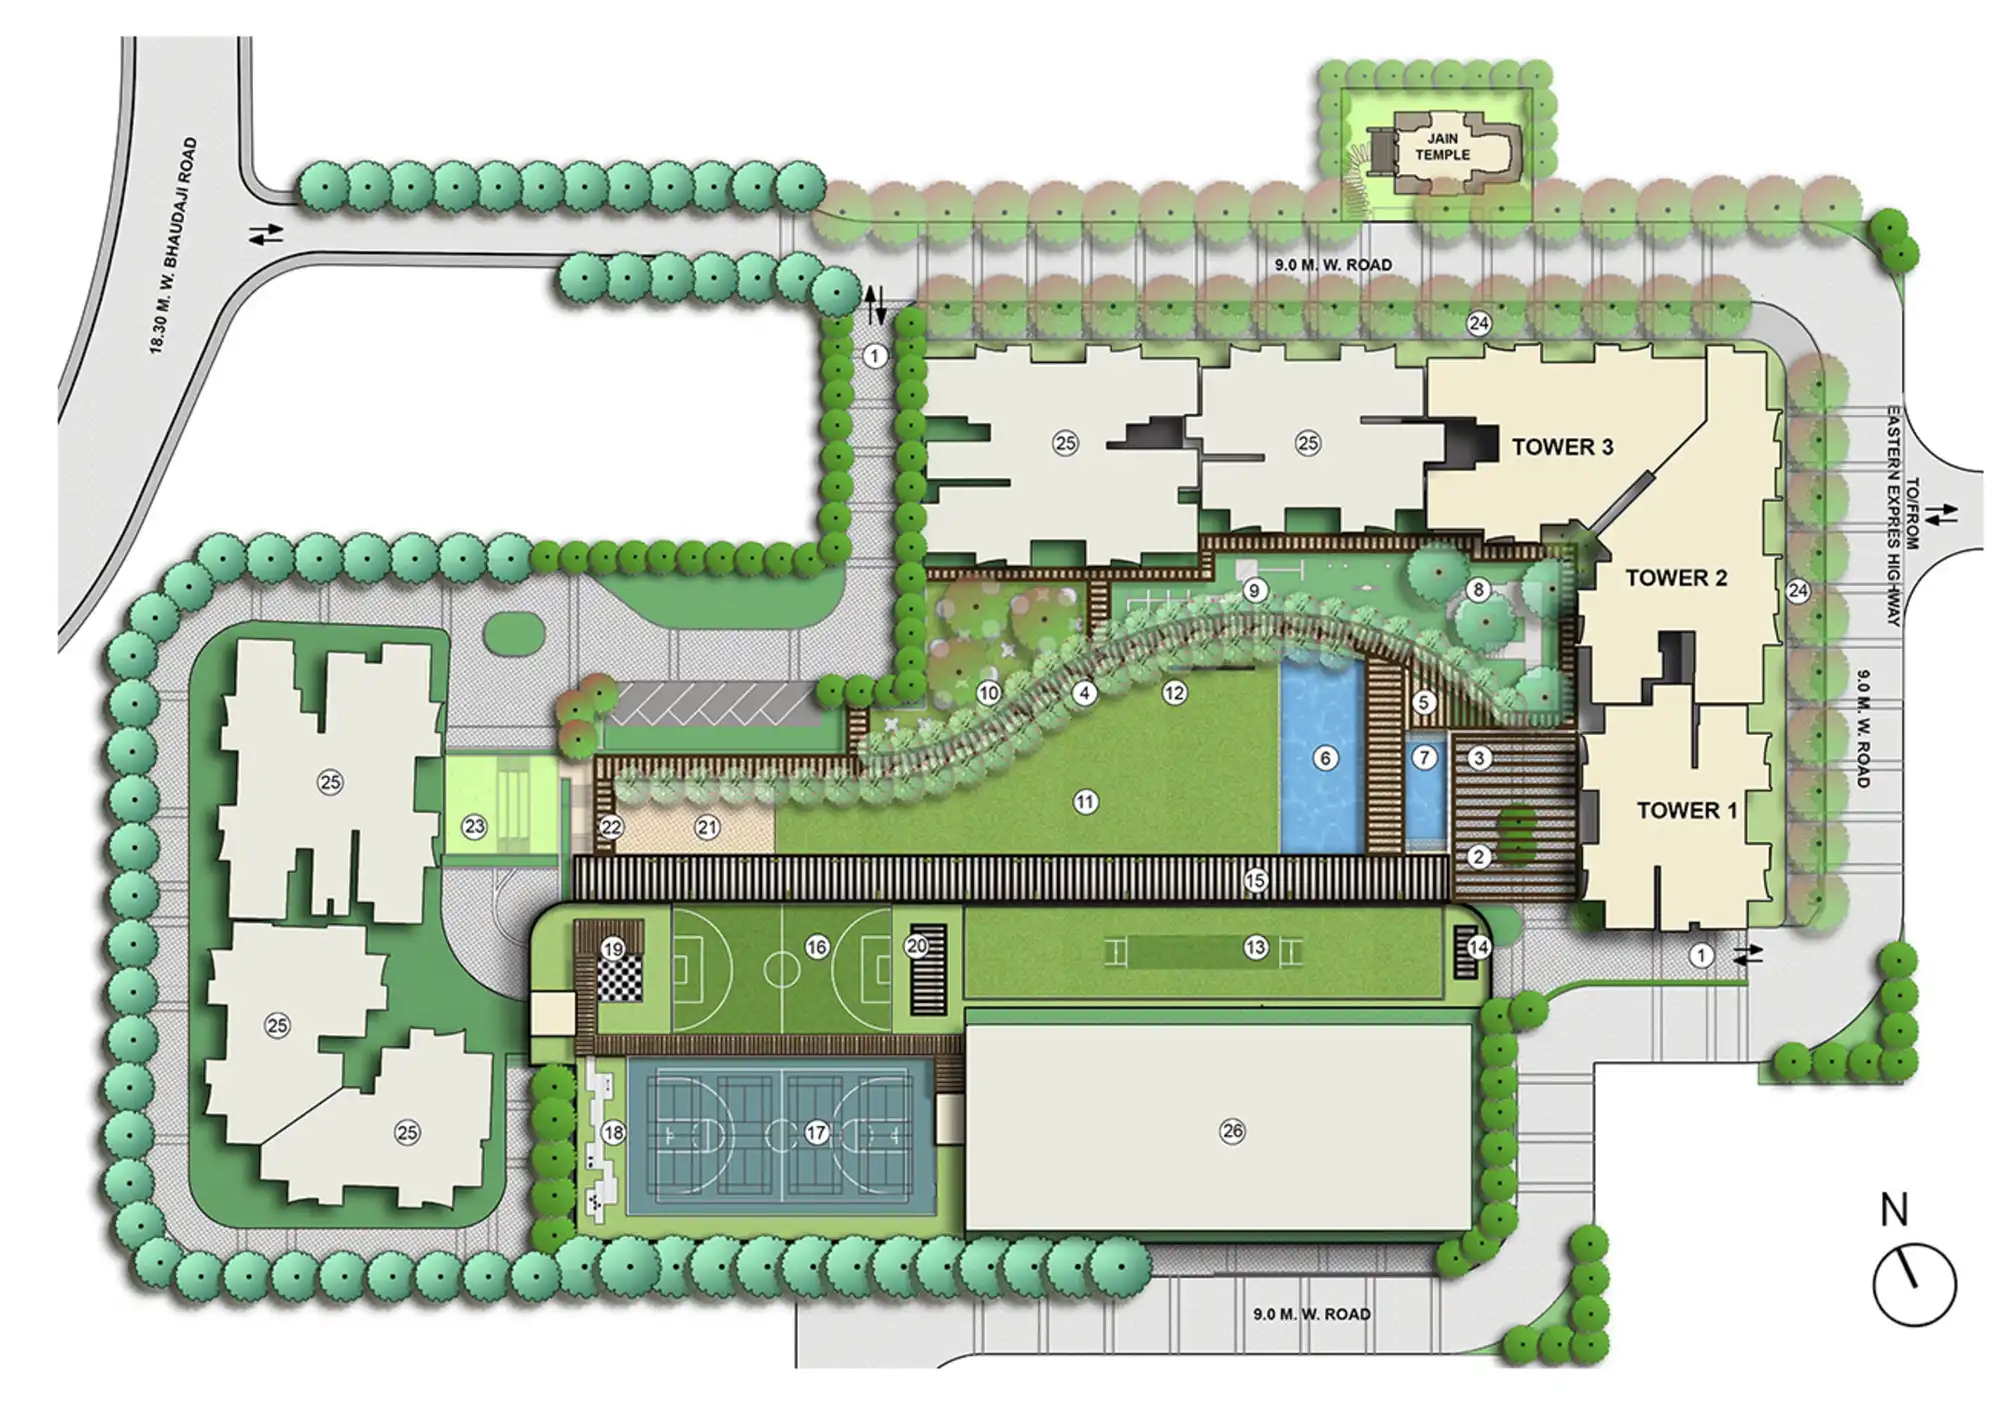 JAIN
TEMPLE
18.30 M. W. BHAUDAJI ROAD
9.0 M. W. ROAD
1
24
25
25
TOWER 3
TO/FROM
EASTERN EXPRES HIGHWAY
TOWER 2
9
8
24
10
4
12
5
9.0 M. W. ROAD
25
6
7
3
11
TOWER 1
23
22
21
2
15
19
16
20
13
14
1
25
25
18
17
26
N
9.0 M. W. ROAD